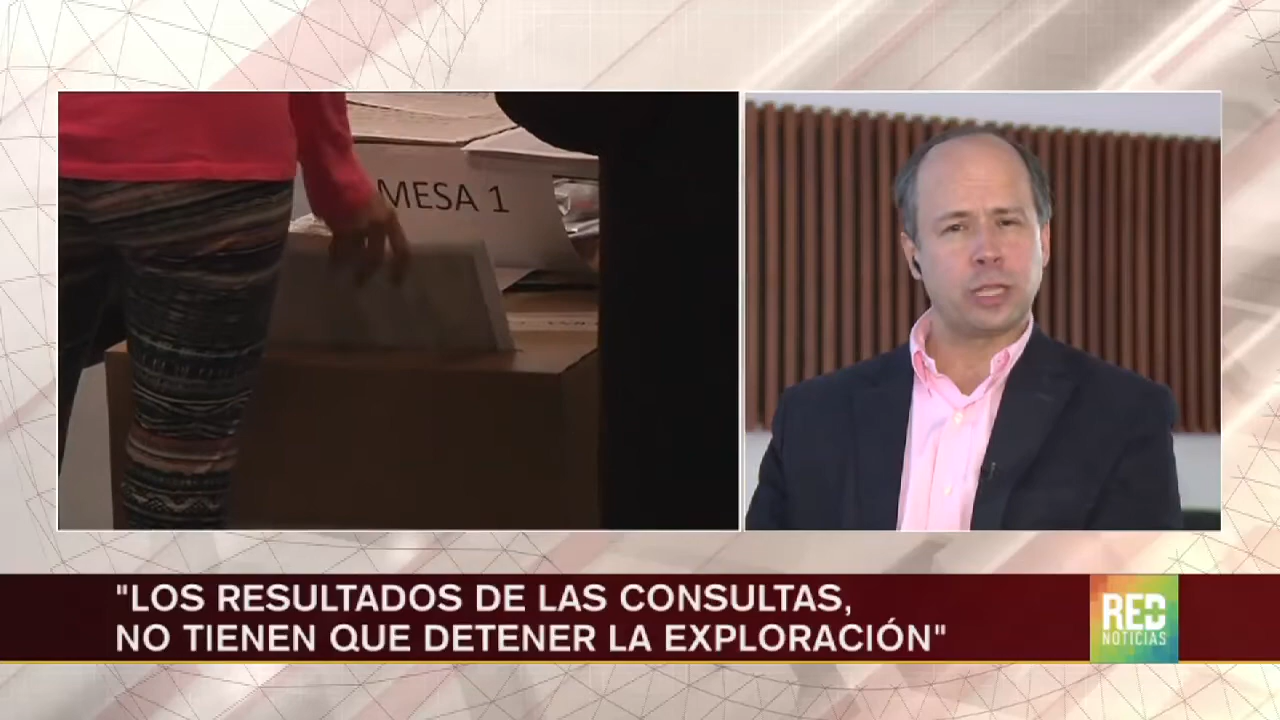 MESA 1
"LOS RESULTADOS DE LAS CONSULTAS,
NO TIENEN QUE DETENER LA EXPLORACIÓN"
RED+
NOTICIAS